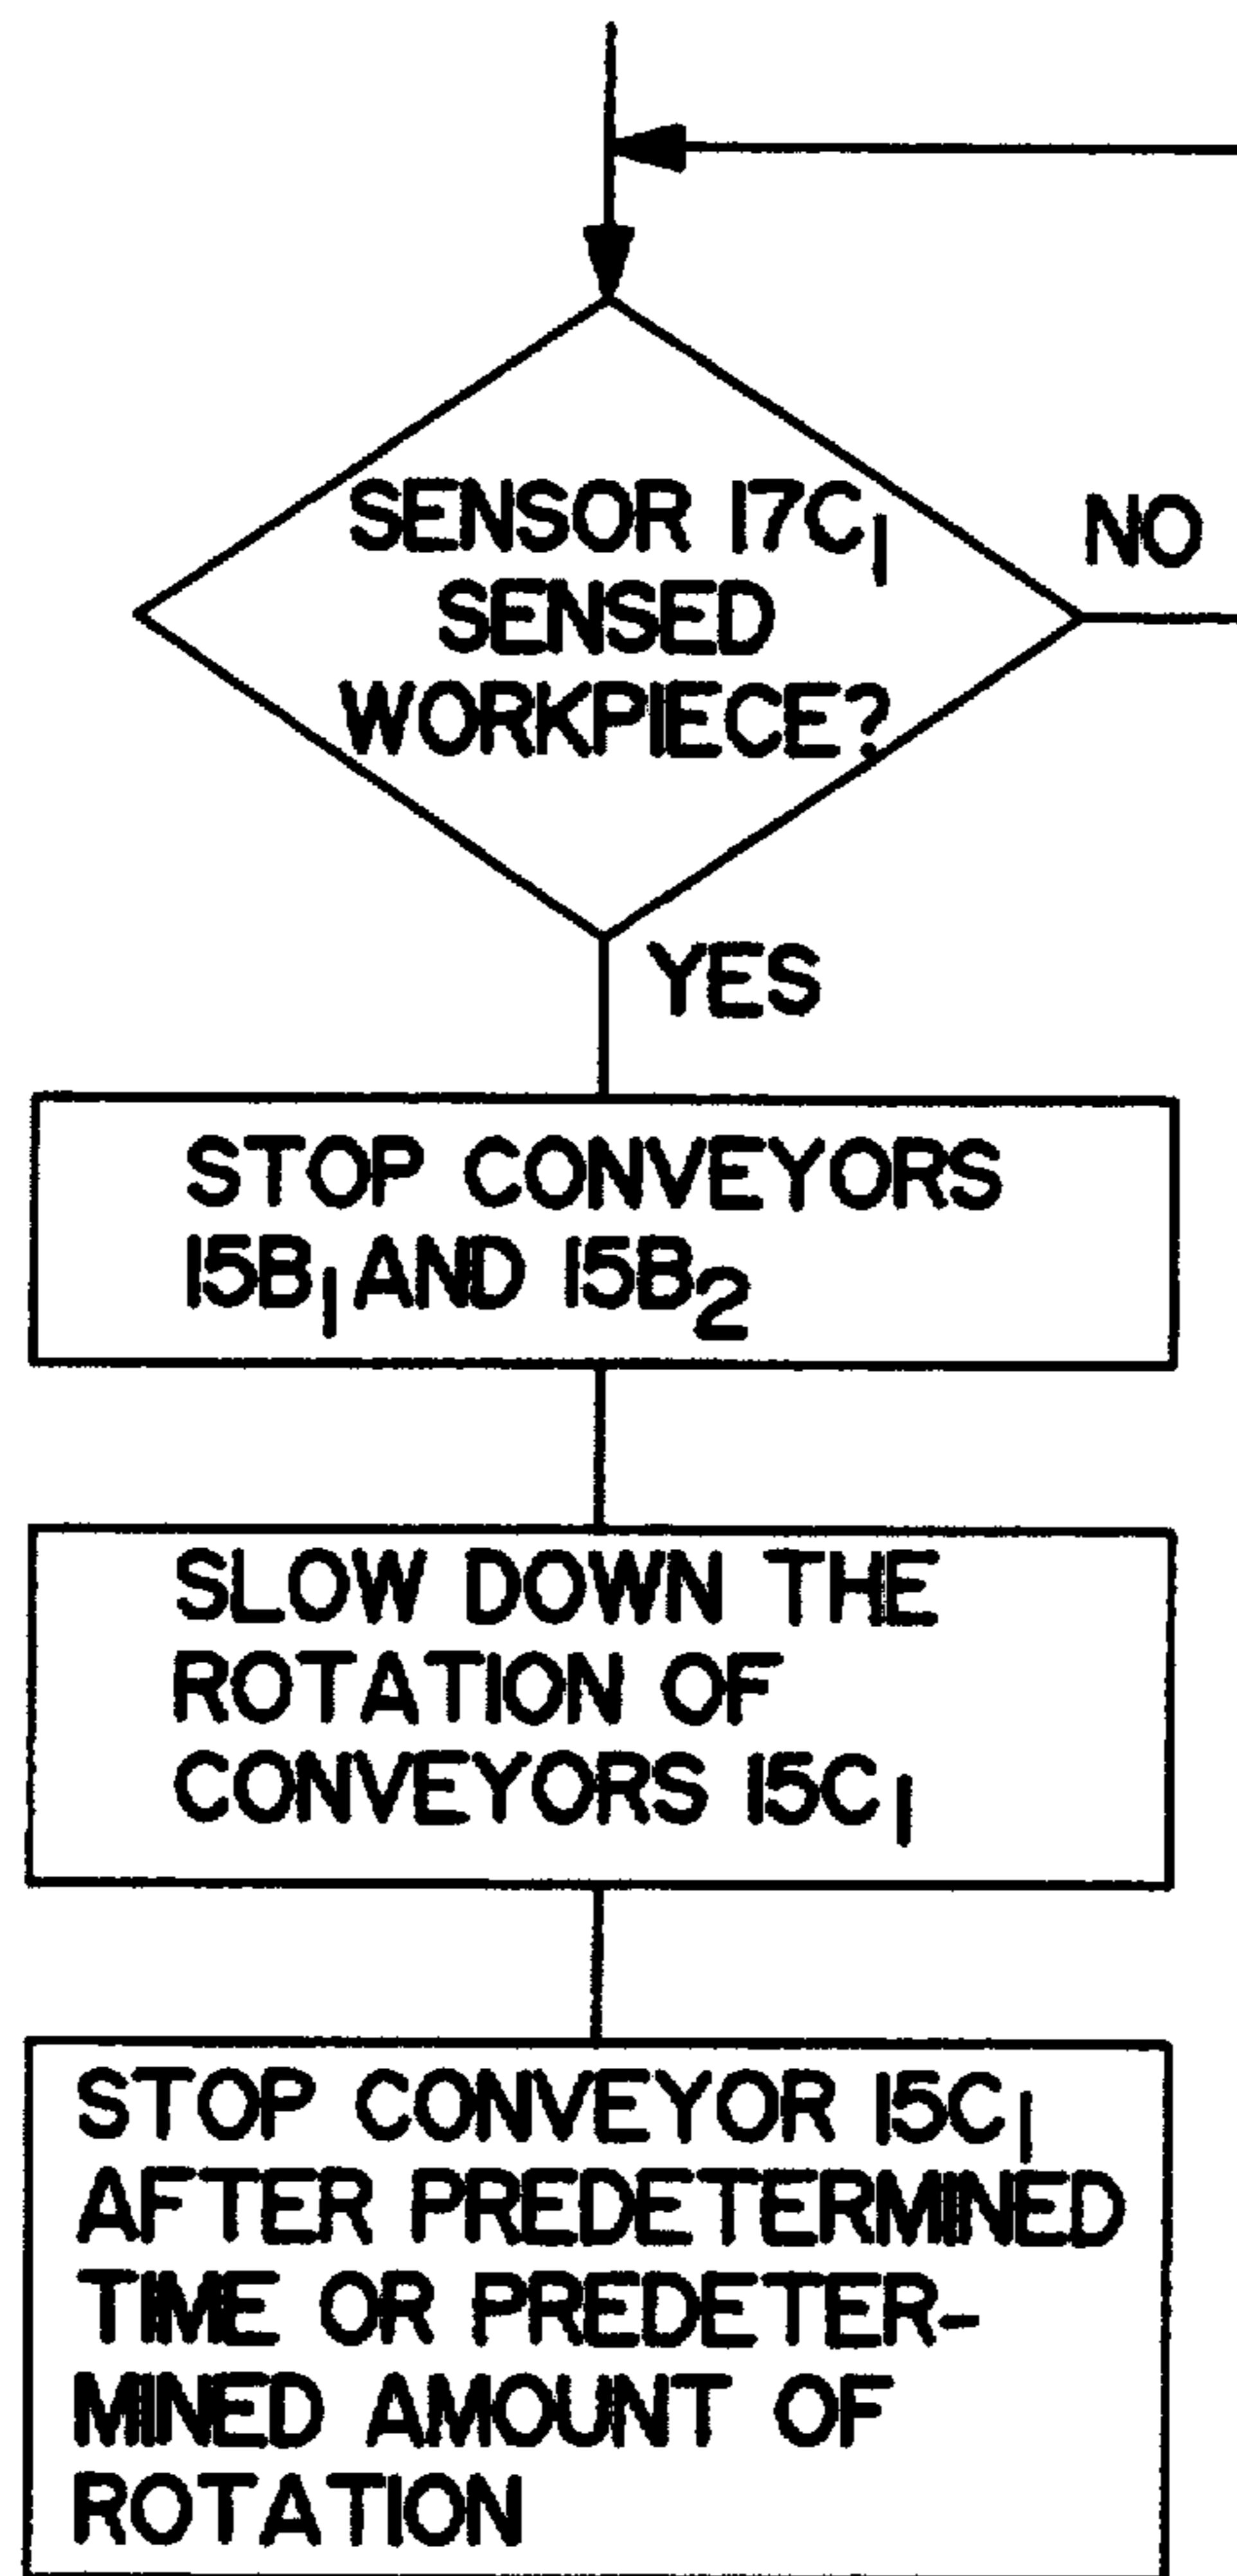 SENSOR 17C₁
SENSED
WORKPIECE?
NO
YES
STOP CONVEYORS
15B₁ AND 15B₂
SLOW DOWN THE
ROTATION OF
CONVEYORS 15C₁
STOP CONVEYOR 15C₁
AFTER PREDETERMINED
TIME OR PREDETER-
MINED AMOUNT OF
ROTATION